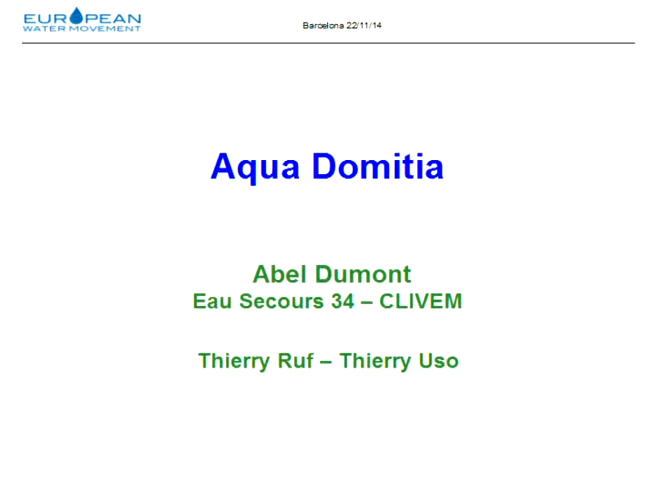 EUROPEAN
WATER MOVEMENT
Barcelona 22/11/14
Aqua Domitia
Abel Dumont
Eau Secours 34 – CLIVEM
Thierry Ruf – Thierry Uso